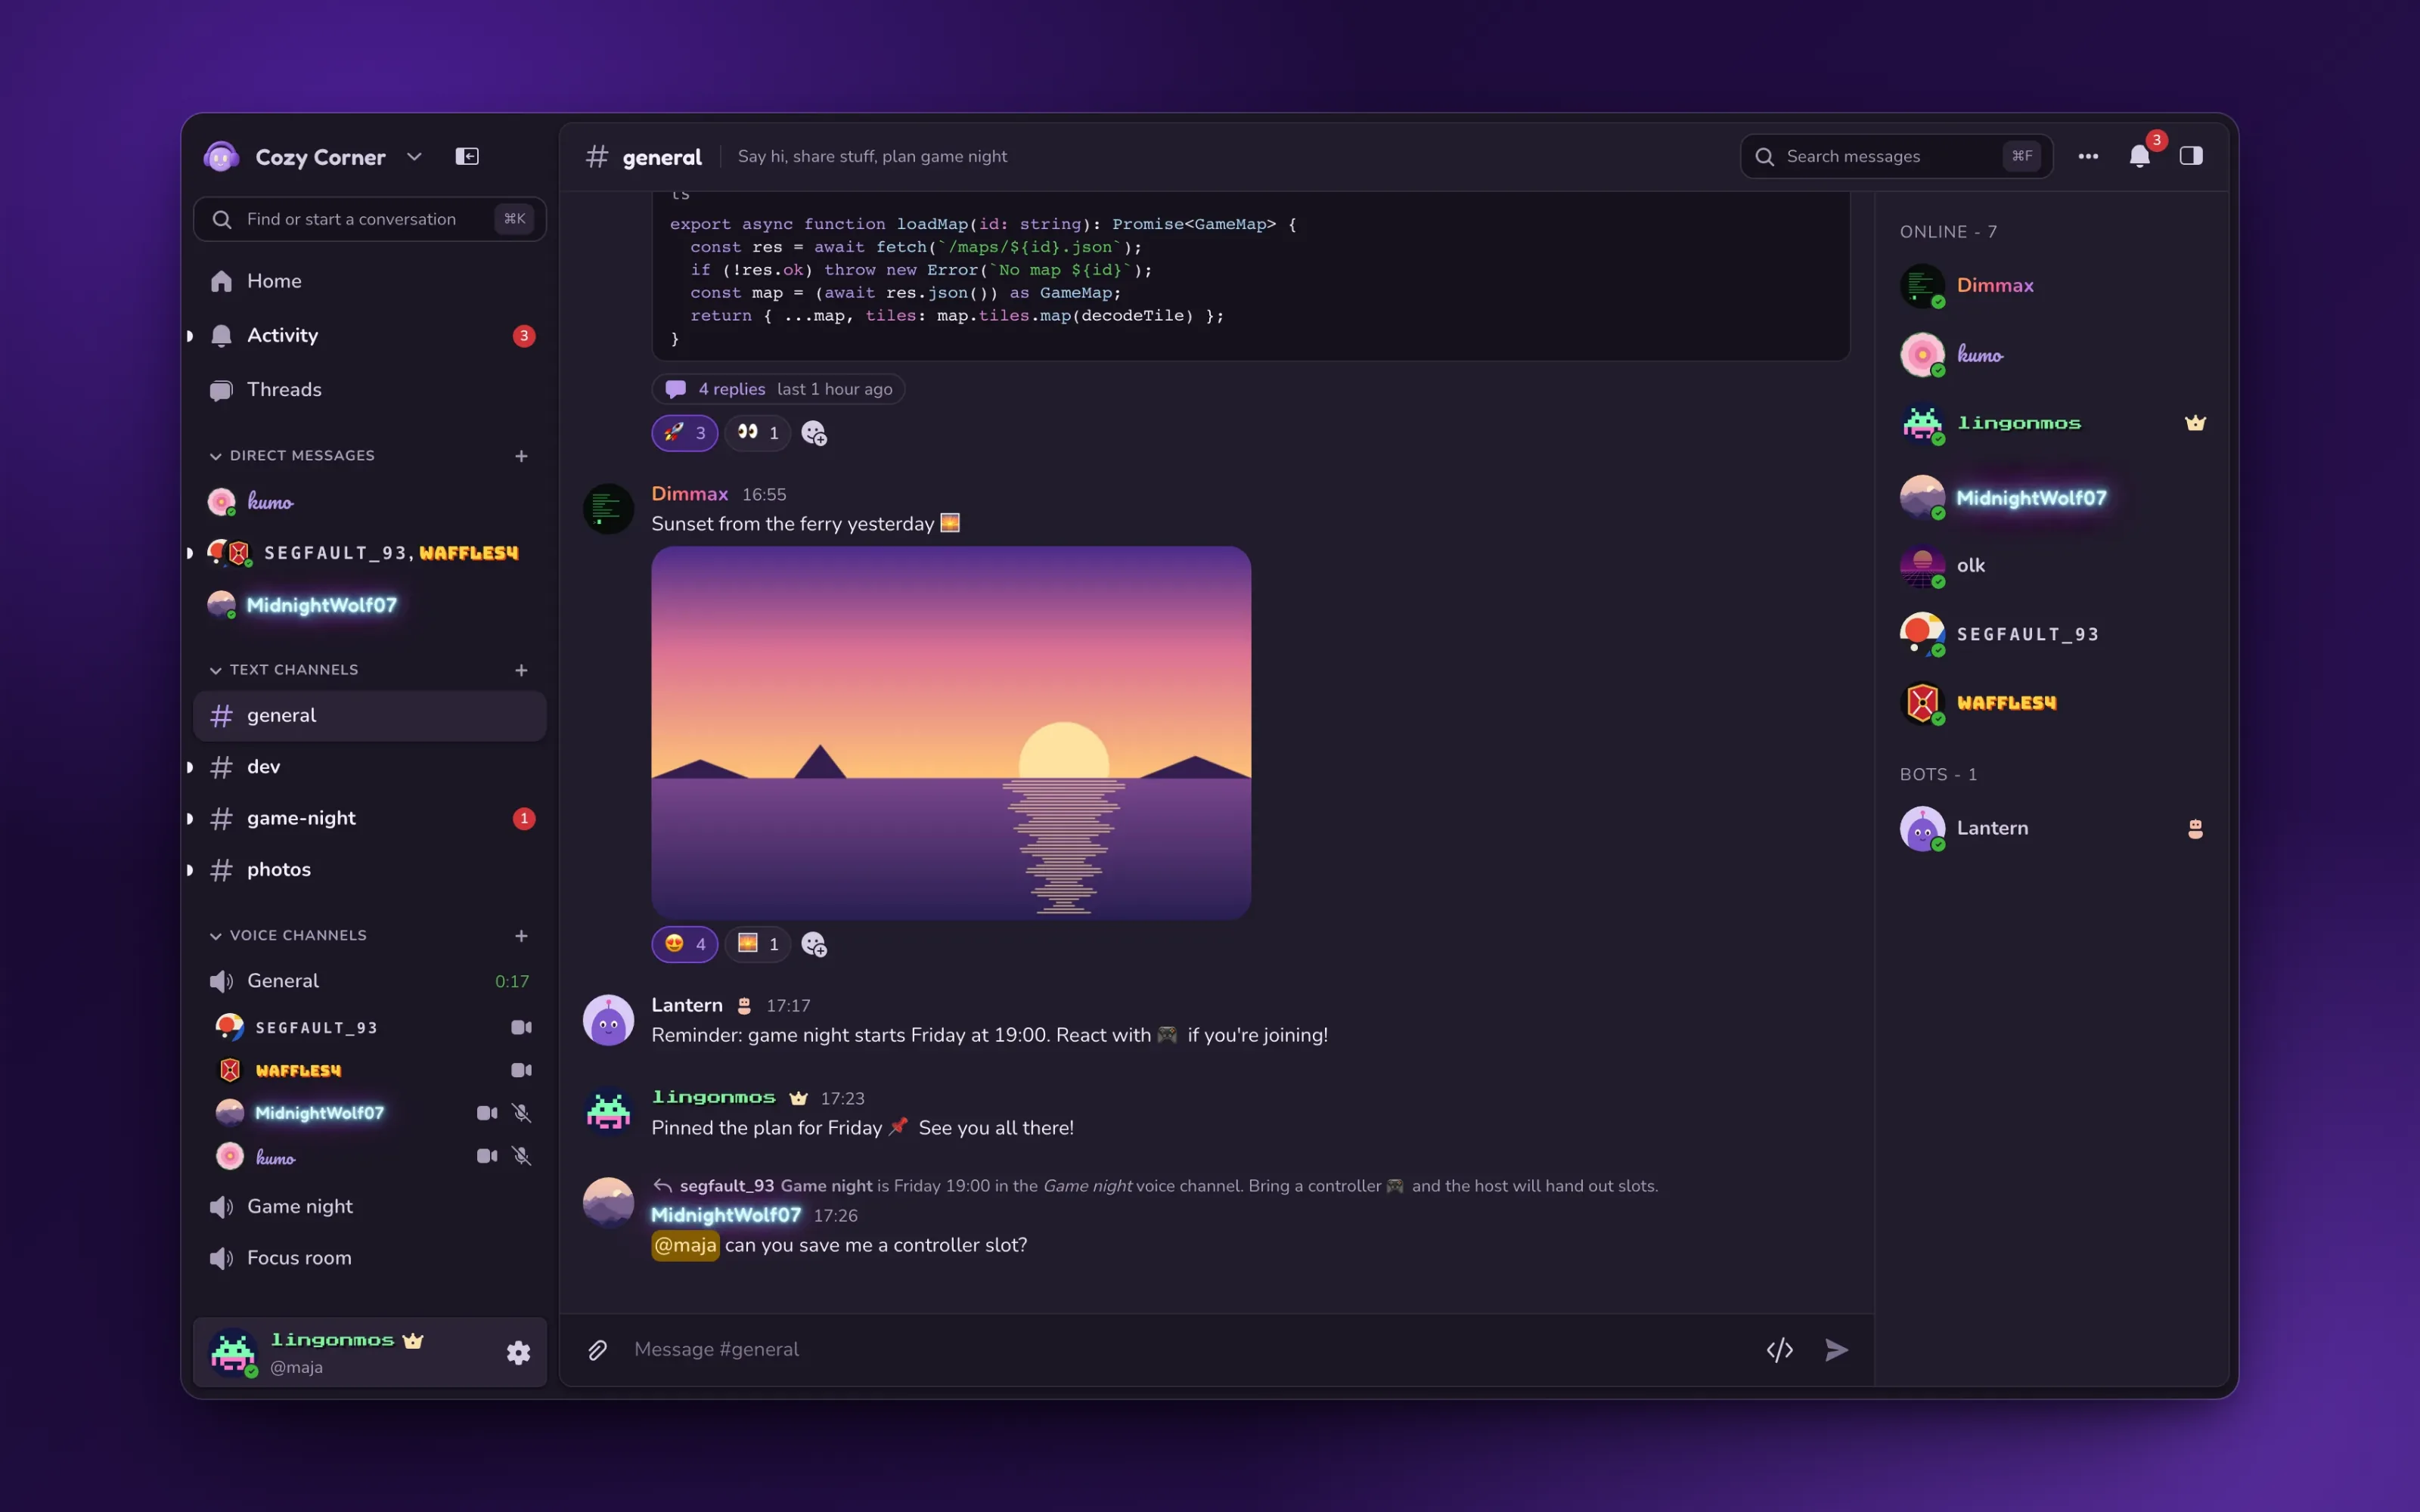 Cozy Corner
Find or start a conversation ⌘K
Home
Activity 3
Threads
DIRECT MESSAGES
kumo
SEGFAULT_93, WAFFLES4
MidnightWolf07
TEXT CHANNELS
general
dev
game-night 1
photos
VOICE CHANNELS
General 0:17
SEGFAULT_93
WAFFLES4
MidnightWolf07
kumo
Game night
Focus room
lingonmos
@maja
# general Say hi, share stuff, plan game night
Search messages ⌘F 3
ts
export async function loadMap(id: string): Promise<GameMap> {
  const res = await fetch(`/maps/${id}.json`);
  if (!res.ok) throw new Error(`No map ${id}`);
  const map = (await res.json()) as GameMap;
  return { ...map, tiles: map.tiles.map(decodeTile) };
}
4 replies last 1 hour ago
🚀 3 👀 1
Dimmax 16:55
Sunset from the ferry yesterday 🌅
😍 4 🌅 1
Lantern 17:17
Reminder: game night starts Friday at 19:00. React with 🎮 if you're joining!
lingonmos 17:23
Pinned the plan for Friday 📌 See you all there!
segfault_93 Game night is Friday 19:00 in the Game night voice channel. Bring a controller 🎮 and the host will hand out slots.
MidnightWolf07 17:26
@maja can you save me a controller slot?
Message #general
ONLINE - 7
Dimmax
kumo
lingonmos
MidnightWolf07
olk
SEGFAULT_93
WAFFLES4
BOTS - 1
Lantern